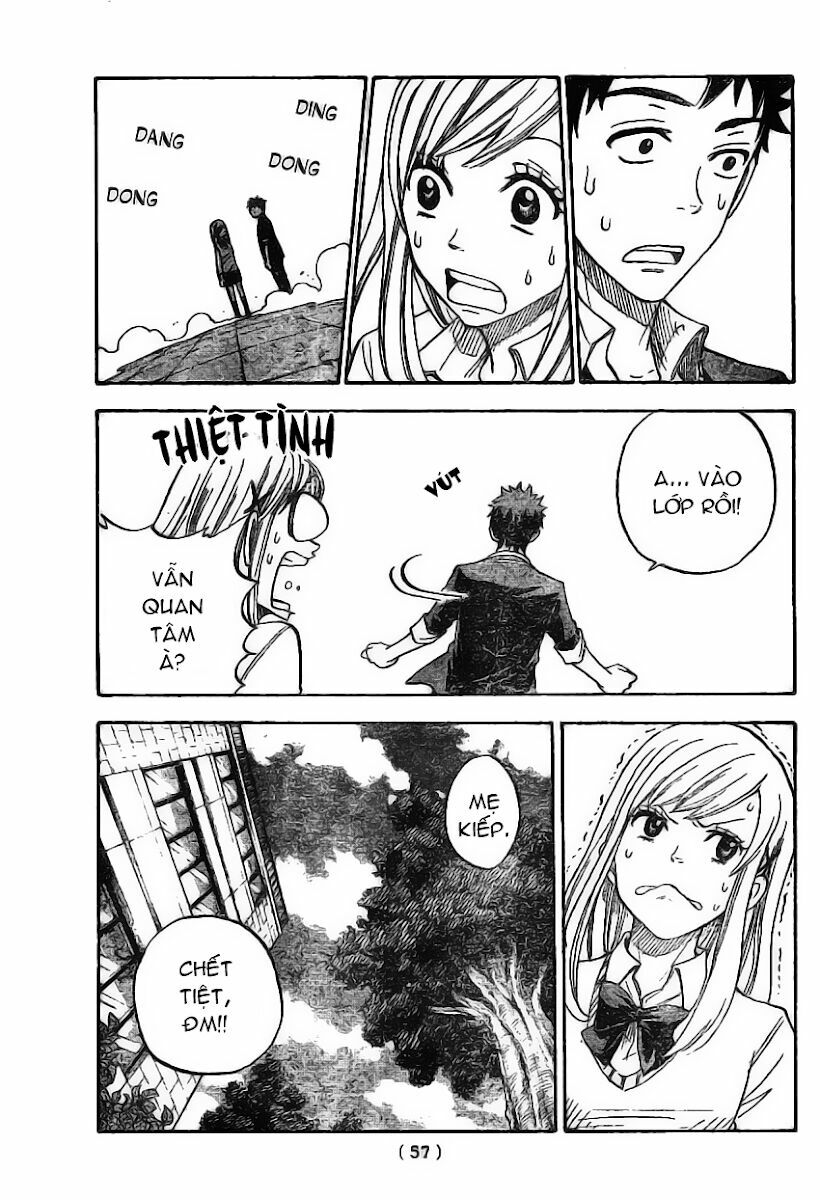 DING
DONG
DANG
DONG
A... VÀO
LỚP RỒI!
VÚT
THIỆT TÌNH
VẪN
QUAN
TÂM
À?
MẸ
KIẾP.
CHẾT
TIỆT,
ĐM!!
(57)